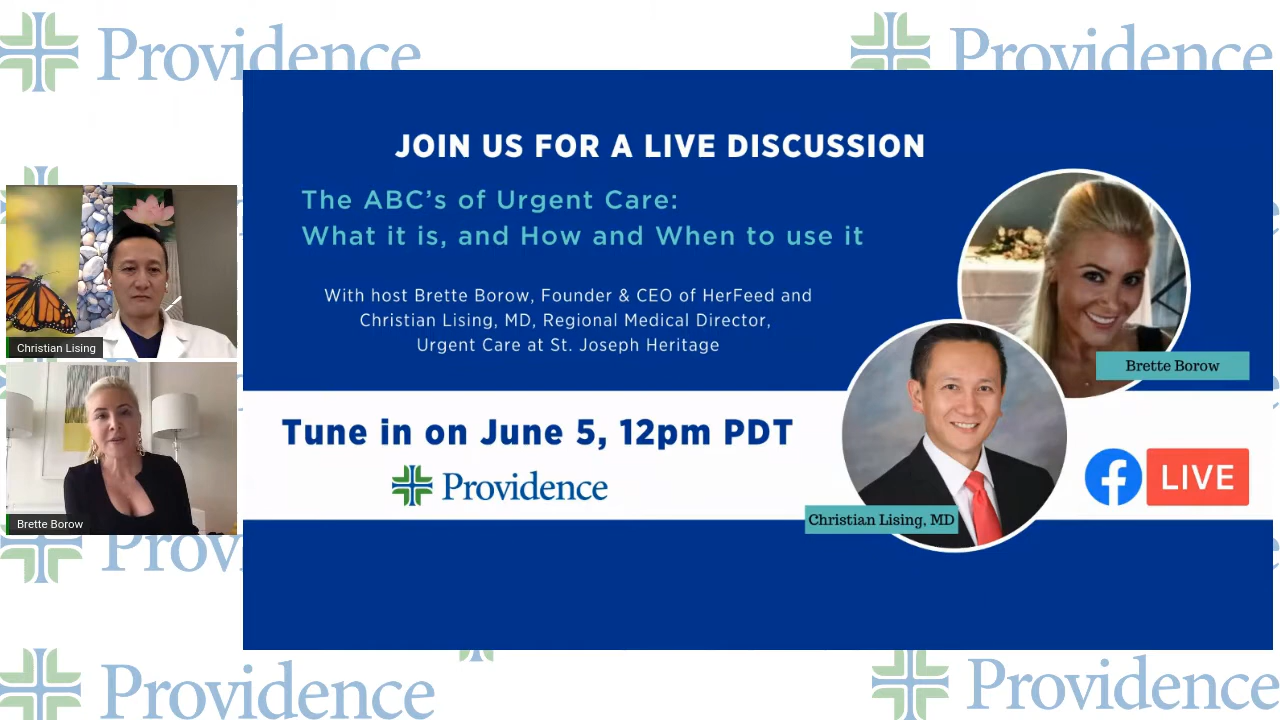 Providence
Providence
JOIN US FOR A LIVE DISCUSSION
The ABC's of Urgent Care:
What it is, and How and When to use it
With host Brette Borow, Founder & CEO of HerFeed and
Christian Lising, MD, Regional Medical Director,
Urgent Care at St. Joseph Heritage
Christian Lising
Brette Borow
Tune in on June 5, 12pm PDT
Providence
Christian Lising, MD
LIVE
Brette Borow
Prov
Providence
Providence